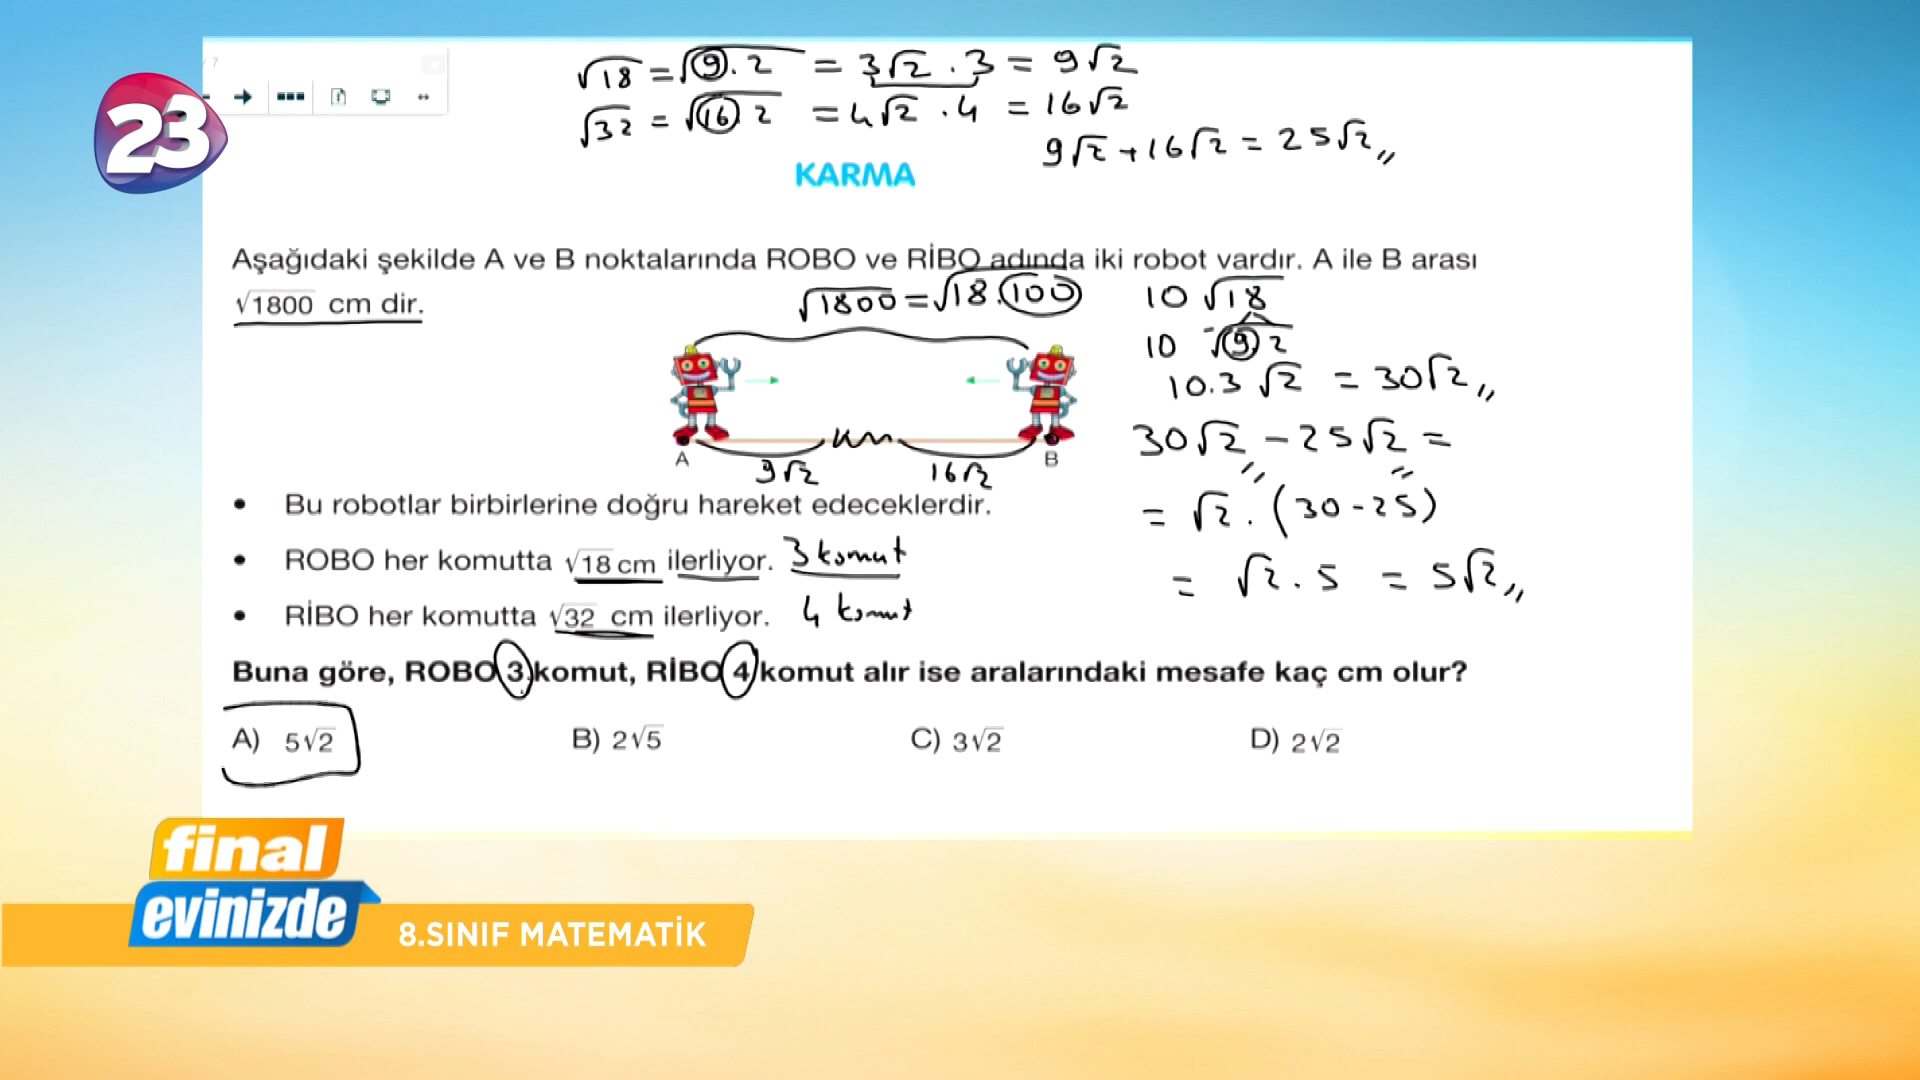 / 7
23
√18 = √9.2 = 3√2 . 3 = 9√2
√32 = √16 2 = 4√2 . 4 = 16√2
9√2 + 16√2 = 25√2,,
KARMA
Aşağıdaki şekilde A ve B noktalarında ROBO ve RİBO adında iki robot vardır. A ile B arası
√1800 cm dir.
√1800 = √18.100
10 √18
10 √9 2
10.3 √2 = 30√2,,
A
B
9√2
16√2
30√2 - 25√2 =
= √2 . (30-25)
= √2 . 5 = 5√2,,
• Bu robotlar birbirlerine doğru hareket edeceklerdir.
• ROBO her komutta √18 cm ilerliyor. 3 komut
• RİBO her komutta √32 cm ilerliyor. 4 komut
Buna göre, ROBO 3 komut, RİBO 4 komut alır ise aralarındaki mesafe kaç cm olur?
A) 5√2 B) 2√5 C) 3√2 D) 2√2
final
evinizde
8.SINIF MATEMATİK